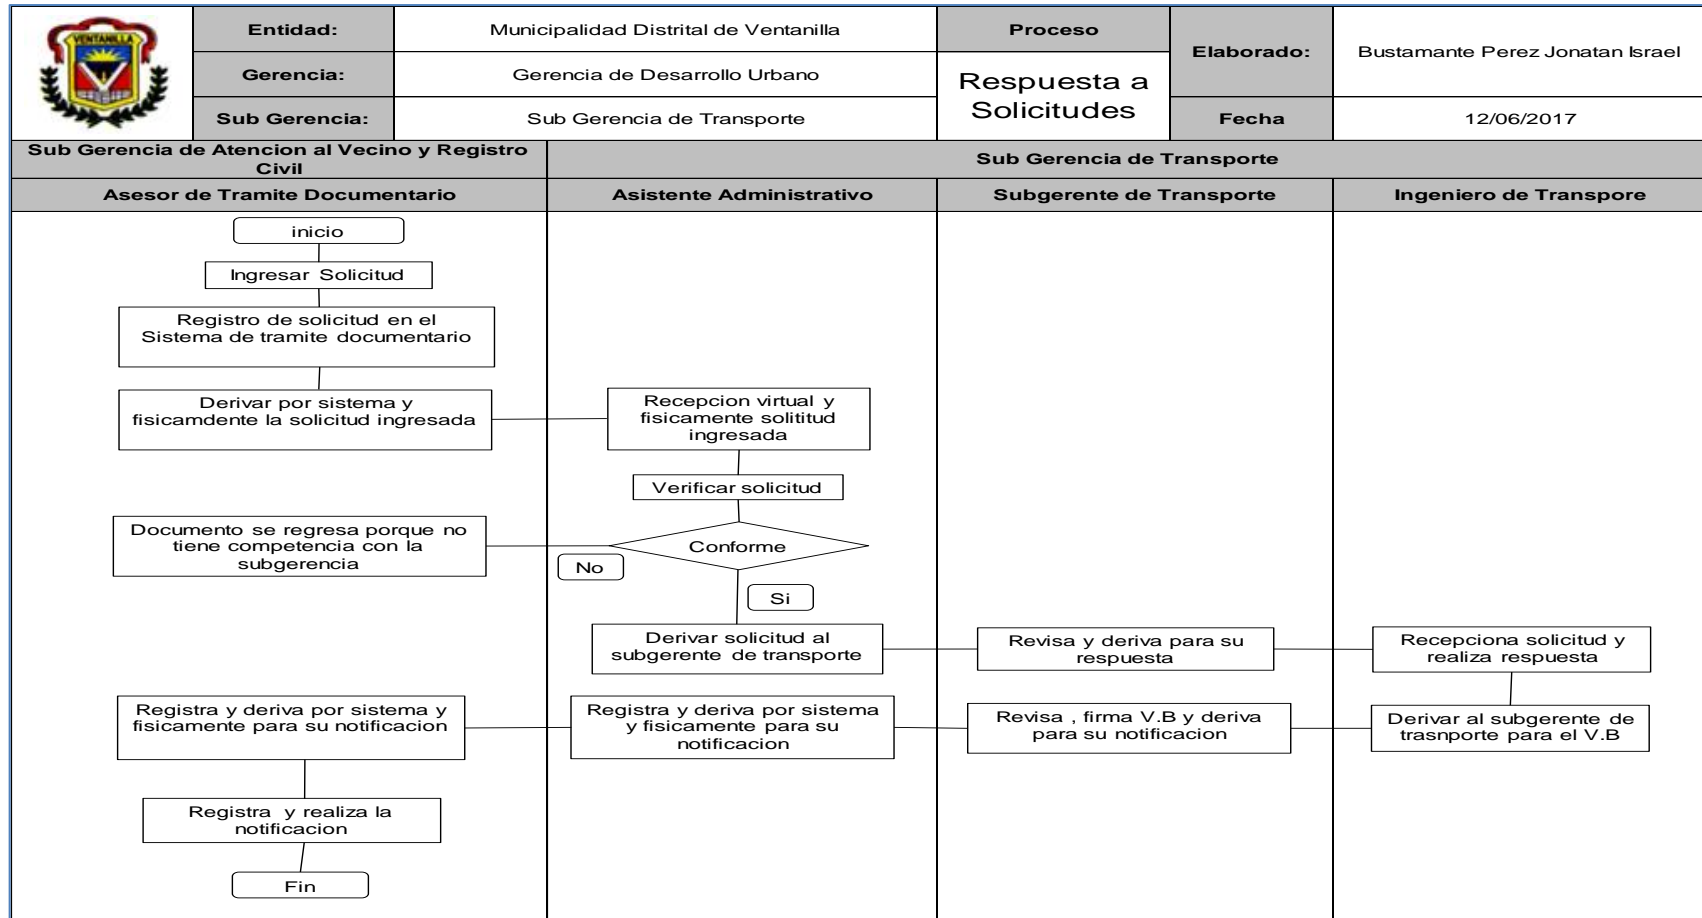 VENTANILLA
Entidad:
Municipalidad Distrital de Ventanilla
Proceso
Elaborado:
Bustamante Perez Jonatan Israel
Gerencia:
Gerencia de Desarrollo Urbano
Respuesta a
Solicitudes
Sub Gerencia:
Sub Gerencia de Transporte
Fecha
12/06/2017
Sub Gerencia de Atencion al Vecino y Registro
Civil
Sub Gerencia de Transporte
Asesor de Tramite Documentario
Asistente Administrativo
Subgerente de Transporte
Ingeniero de Transpore
inicio
Ingresar Solicitud
Registro de solicitud en el
Sistema de tramite documentario
Derivar por sistema y
fisicamdente la solicitud ingresada
Recepcion virtual y
fisicamente solititud
ingresada
Verificar solicitud
Documento se regresa porque no
tiene competencia con la
subgerencia
Conforme
No
Si
Derivar solicitud al
subgerente de transporte
Revisa y deriva para su
respuesta
Recepciona solicitud y
realiza respuesta
Registra y deriva por sistema y
fisicamente para su notificacion
Registra y deriva por sistema
y fisicamente para su
notificacion
Revisa , firma V.B y deriva
para su notificacion
Derivar al subgerente de
trasnporte para el V.B
Registra y realiza la
notificacion
Fin